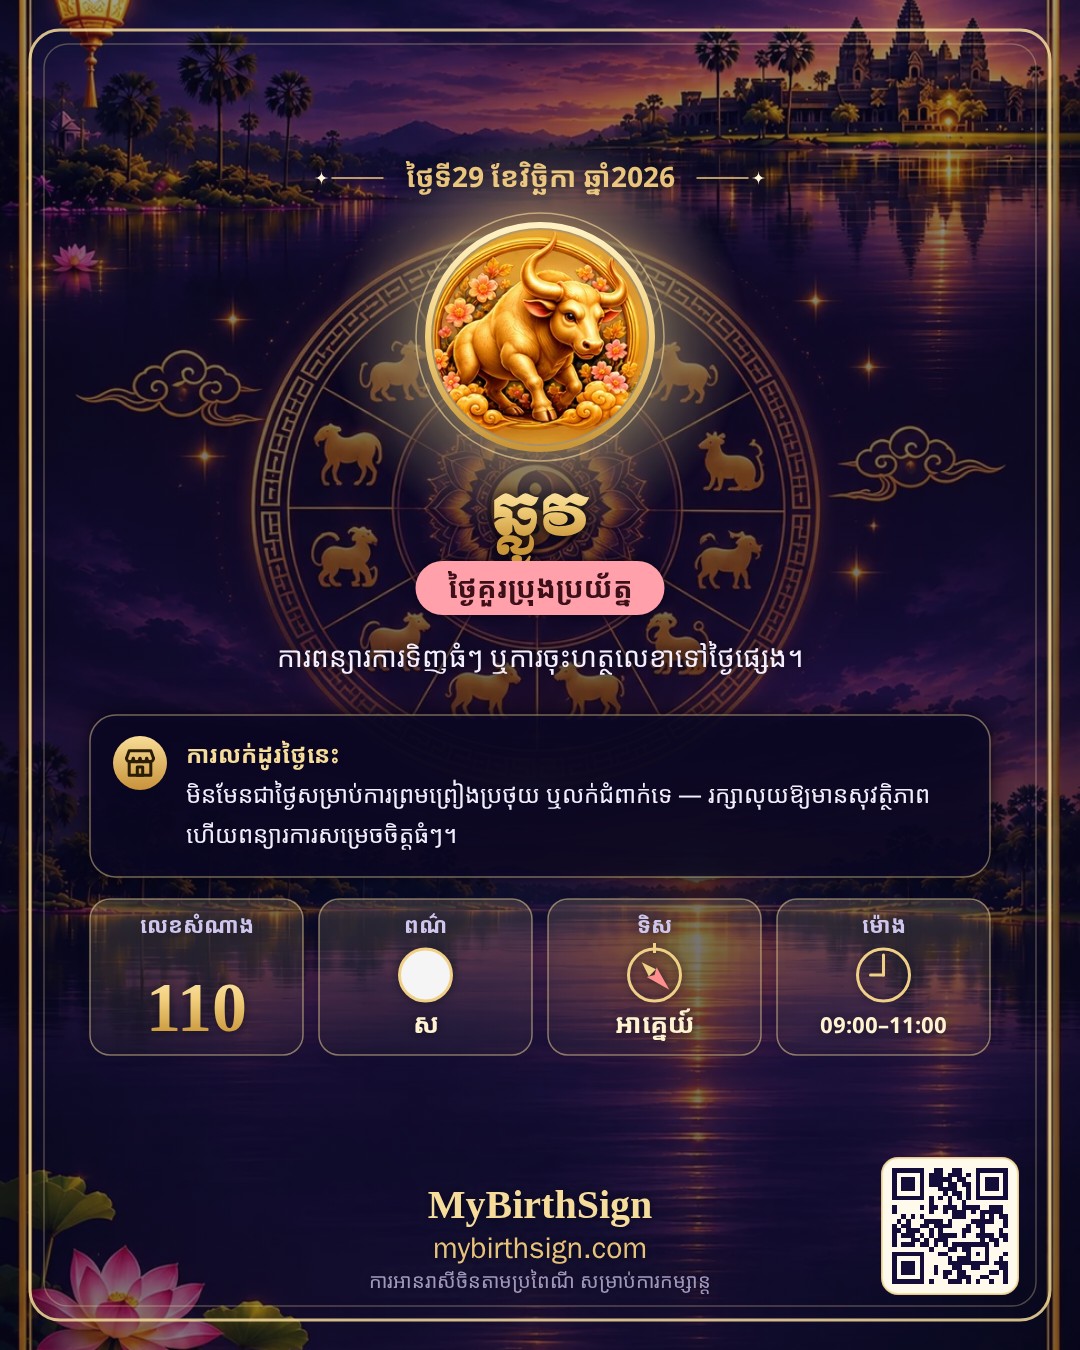 ថ្ងៃទី29 ខែវិច្ឆិកា ឆ្នាំ2026
ឆ្លូវ
ថ្ងៃគួរប្រុងប្រយ័ត្ន
ការពន្យារការទិញធំៗ ឬការចុះហត្ថលេខាទៅថ្ងៃផ្សេង។
ការលក់ដូរថ្ងៃនេះ
មិនមែនជាថ្ងៃសម្រាប់ការព្រមព្រៀងប្រថុយ ឬលក់ជំពាក់ទេ — រក្សាលុយឱ្យមានសុវត្ថិភាព
ហើយពន្យារការសម្រេចចិត្តធំៗ។
លេខសំណាង
110
ពណ៌
ស
ទិស
អាគ្នេយ៍
ម៉ោង
09:00–11:00
MyBirthSign
mybirthsign.com
ការអានរាសីចិនតាមប្រពៃណី សម្រាប់ការកម្សាន្ត